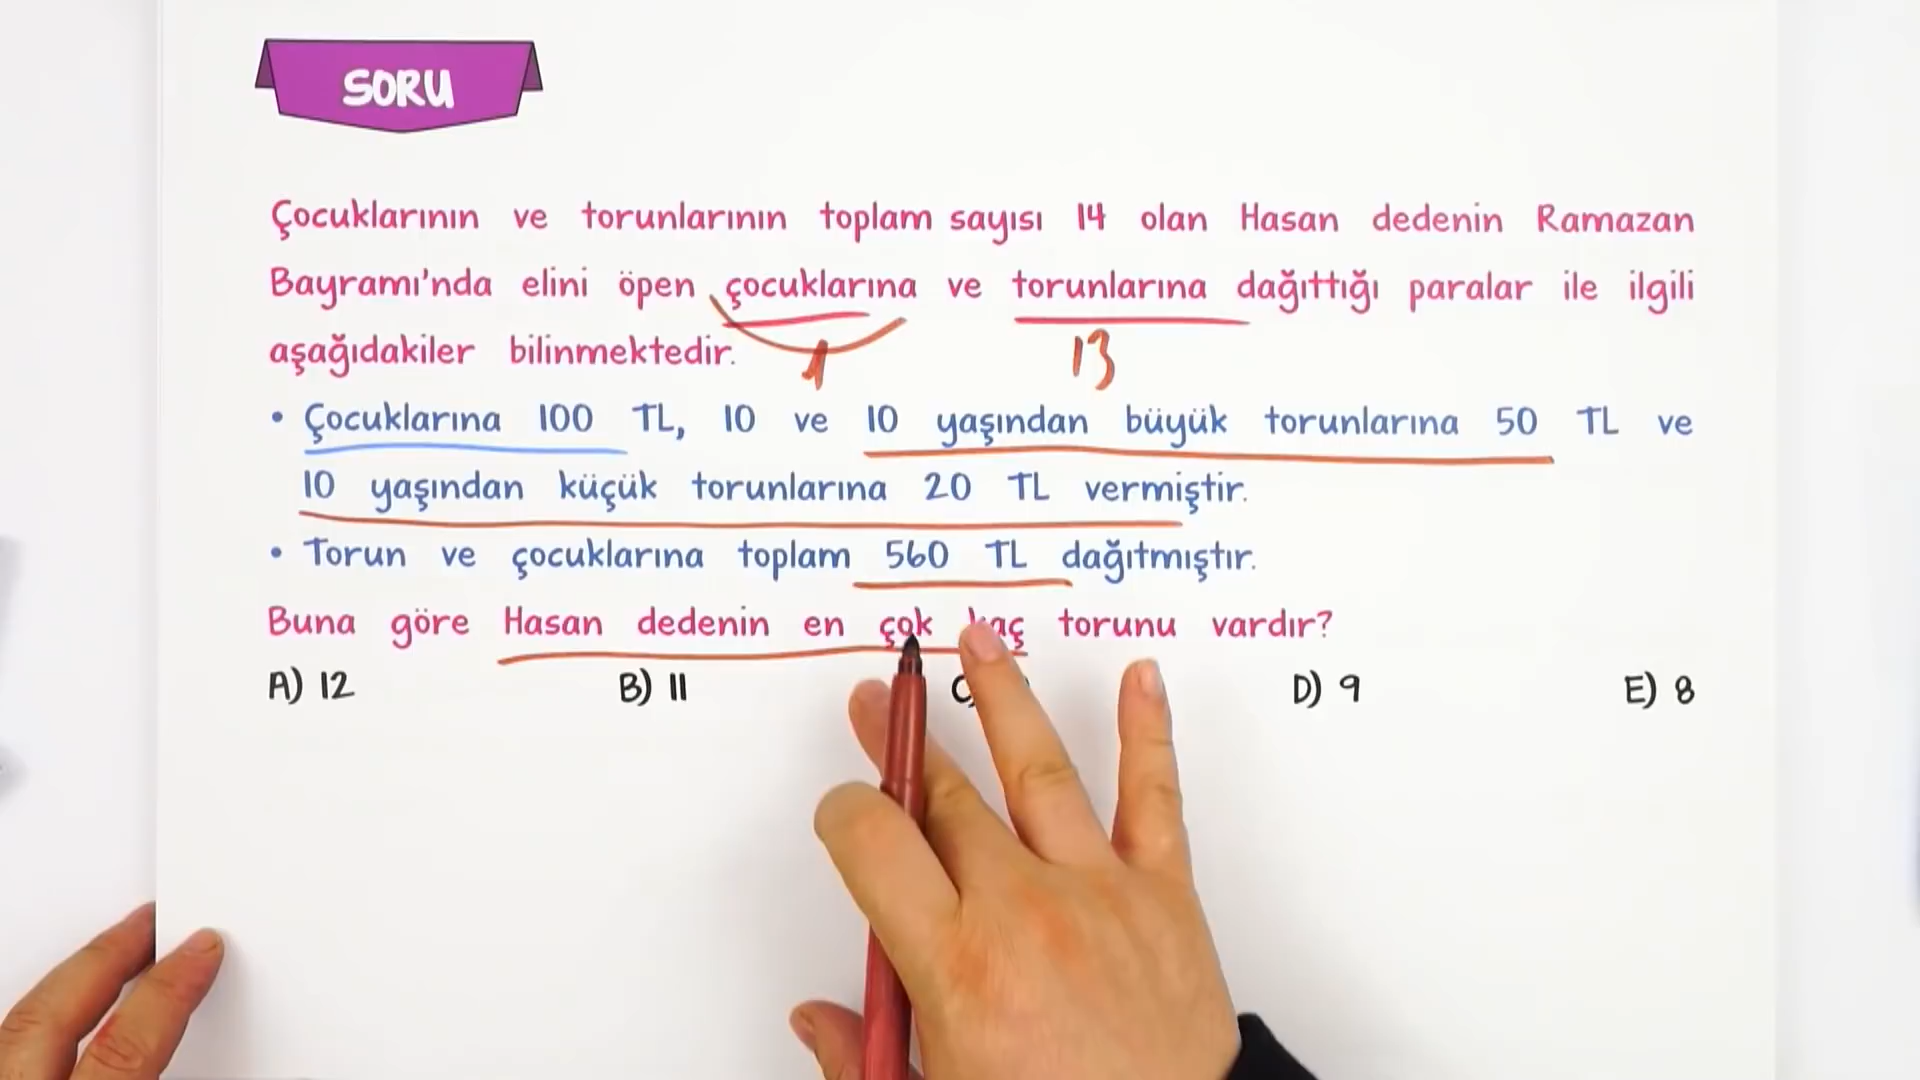 SORU
Çocuklarının ve torunlarının toplam sayısı 14 olan Hasan dedenin Ramazan
Bayramı'nda elini öpen çocuklarına ve torunlarına dağıttığı paralar ile ilgili
aşağıdakiler bilinmektedir.
1 13
• Çocuklarına 100 TL, 10 ve 10 yaşından büyük torunlarına 50 TL ve
10 yaşından küçük torunlarına 20 TL vermiştir.
• Torun ve çocuklarına toplam 560 TL dağıtmıştır.
Buna göre Hasan dedenin en çok kaç torunu vardır?
A) 12 B) 11 C) D) 9 E) 8